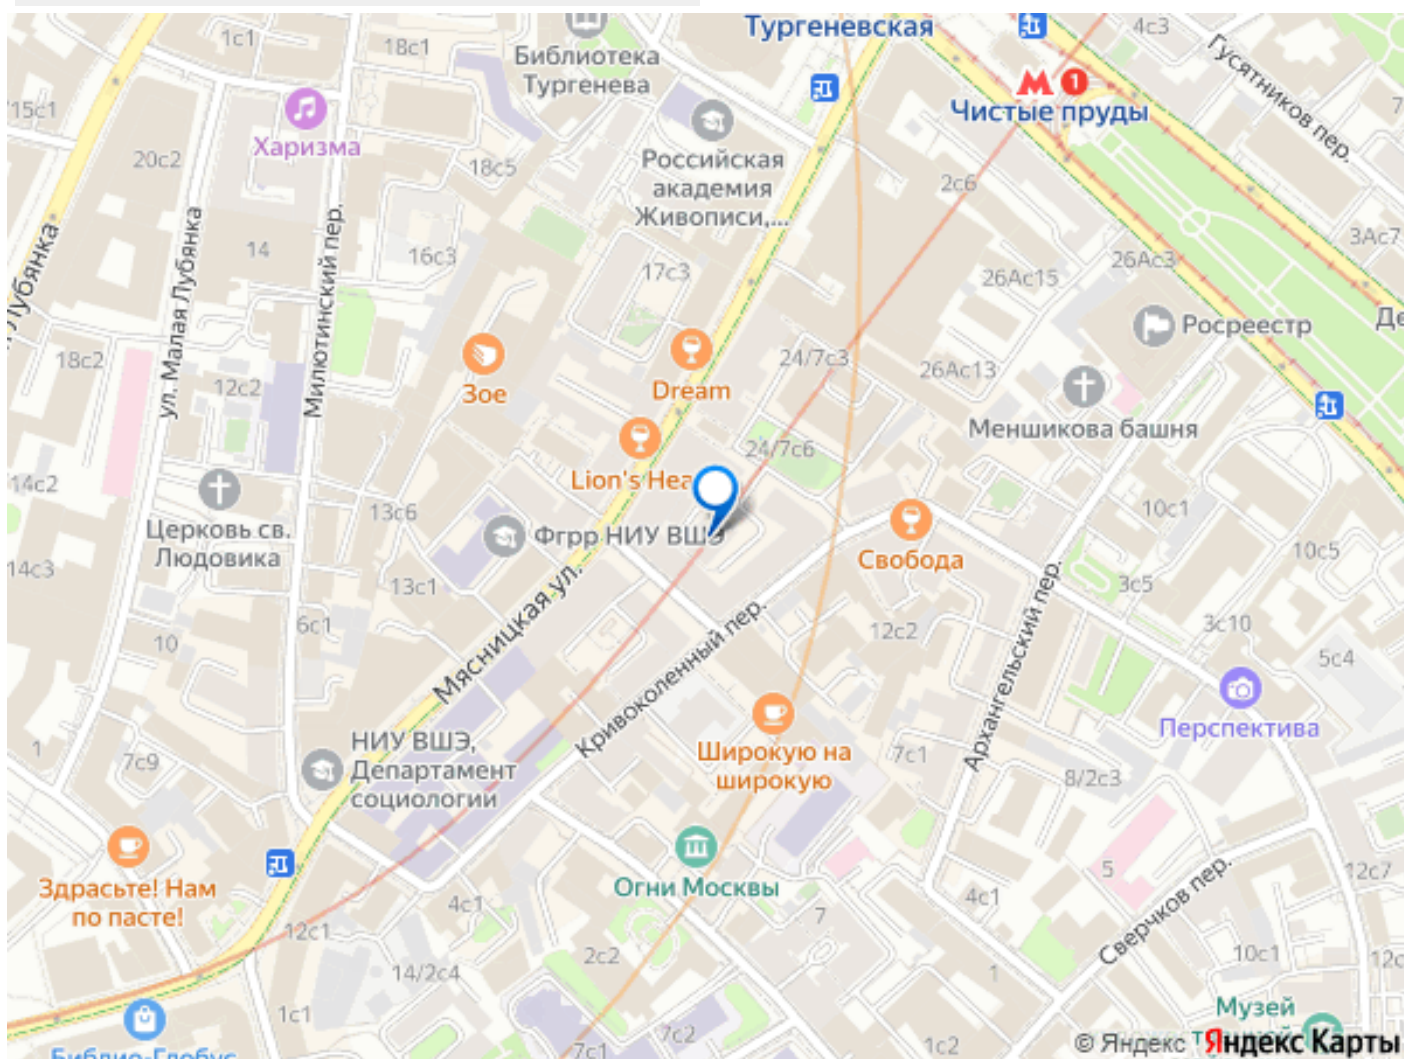 Тургеневская
4с3
1с1
18с1
Библиотека
Тургенева
Гусятников пер.
Чистые пруды
1
15с1
Харизма
20с2
18с5
Российская
академия
Живописи,...
2с6
ул. Малая Лубянка
Милютинский пер.
Лубянка
14
16с3
17с3
26Ас15
26Ас3
3Ас7
Росреестр
Де
18с2
12с2
Зое
Dream
24/7с3
26Ас13
Меншикова башня
24/7с6
Lion's Hea
14с2
13с6
10с1
Церковь св.
Людовика
Фгрр НИУ ВШЭ
Свобода
10с5
14с3
13с1
3с5
Мясницкая ул.
Кривоколенный пер.
Архангельский пер.
6с1
10
12с2
3с10
5с4
Перспектива
1
7с9
НИУ ВШЭ,
Департамент
социологии
Широкую на
широкую
7с1
8/2с3
Здрасьте! Нам
по пасте!
Огни Москвы
5
12с7
4с1
7
4с1
Сверчков пер.
12с1
14/2с4
2с2
1
10с1
1с1
7с2
7с1
1с2
Музей
Библио-Глобус
© Яндекс Яндекс Карты